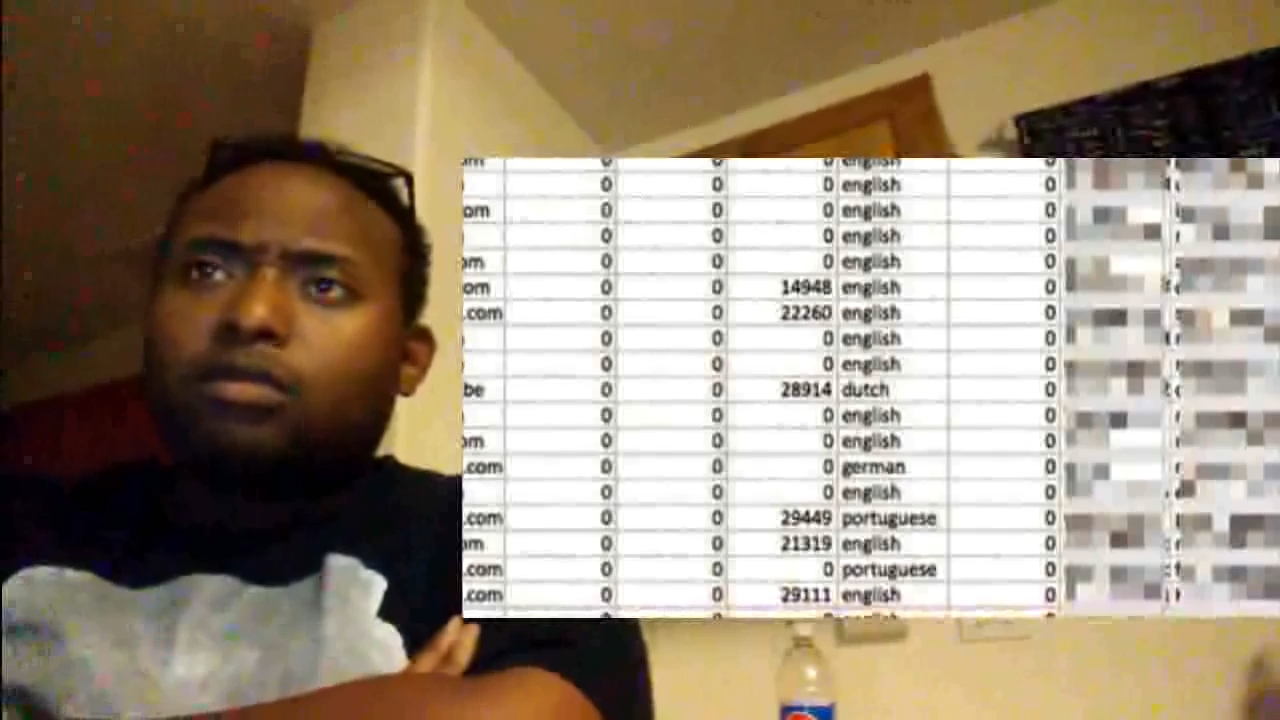 0 0 0 english 0
om 0 0 0 english 0
0 0 0 english 0
om 0 0 0 english 0
om 0 0 14948 english 0
.com 0 0 22260 english 0
0 0 0 english 0
0 0 0 english 0
be 0 0 28914 dutch 0
0 0 0 english 0
om 0 0 0 english 0
.com 0 0 0 german 0
0 0 0 english 0
.com 0 0 29449 portuguese 0
om 0 0 21319 english 0
.com 0 0 0 portuguese 0
.com 0 0 29111 english 0